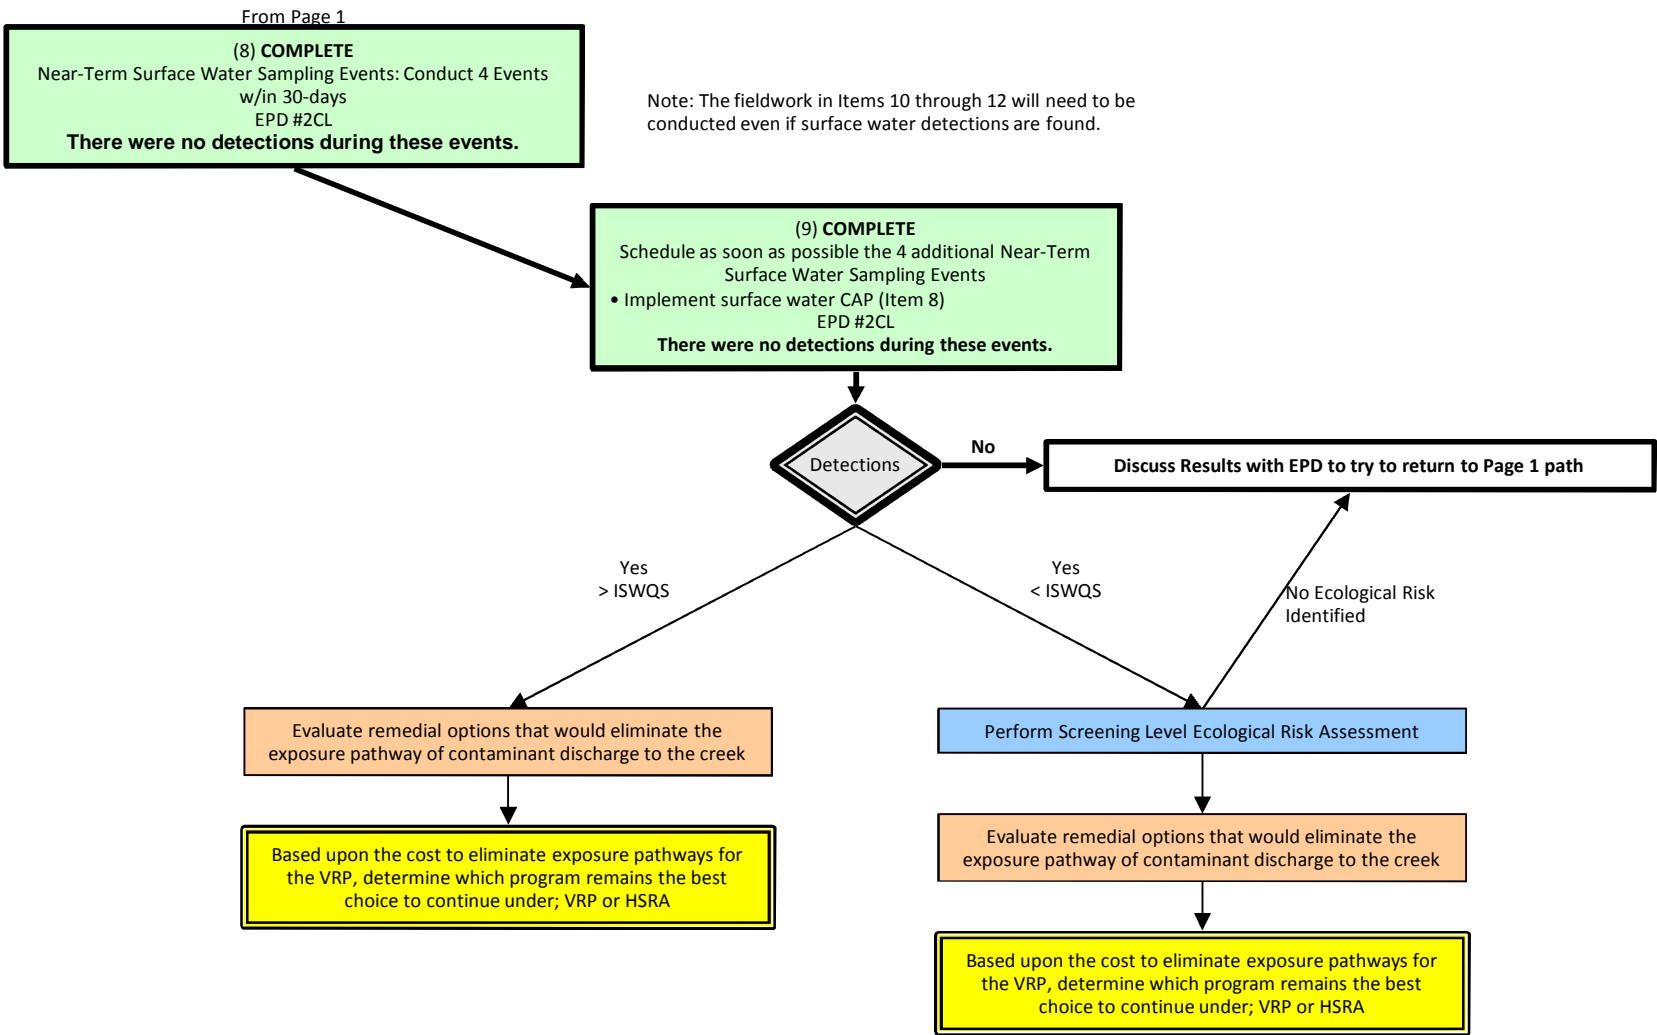 From Page 1
(8) COMPLETE
Near-Term Surface Water Sampling Events: Conduct 4 Events
w/in 30-days
EPD #2CL
There were no detections during these events.
Note: The fieldwork in Items 10 through 12 will need to be
conducted even if surface water detections are found.
(9) COMPLETE
Schedule as soon as possible the 4 additional Near-Term
Surface Water Sampling Events
• Implement surface water CAP (Item 8)
EPD #2CL
There were no detections during these events.
Detections
No
Discuss Results with EPD to try to return to Page 1 path
Yes
> ISWQS
Yes
< ISWQS
No Ecological Risk
Identified
Evaluate remedial options that would eliminate the
exposure pathway of contaminant discharge to the creek
Perform Screening Level Ecological Risk Assessment
Based upon the cost to eliminate exposure pathways for
the VRP, determine which program remains the best
choice to continue under; VRP or HSRA
Evaluate remedial options that would eliminate the
exposure pathway of contaminant discharge to the creek
Based upon the cost to eliminate exposure pathways for
the VRP, determine which program remains the best
choice to continue under; VRP or HSRA